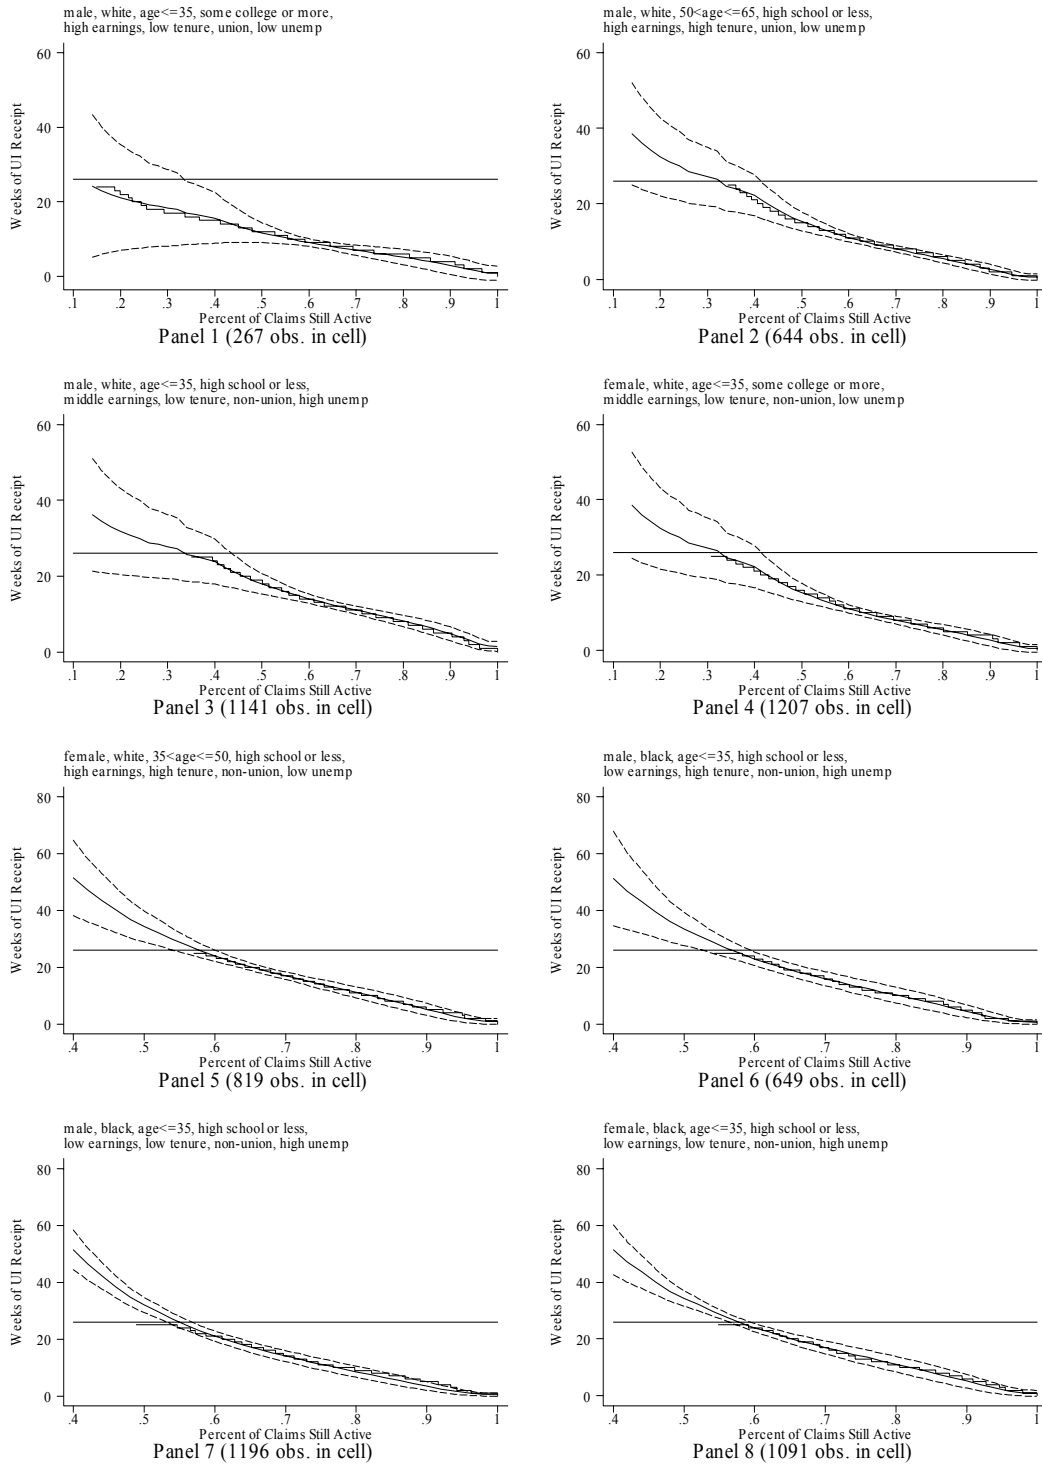 male, white, age<=35, some college or more,
high earnings, low tenure, union, low unemp
Weeks of UI Receipt
60
40
20
0
.1 .2 .3 .4 .5 .6 .7 .8 .9 1
Percent of Claims Still Active
Panel 1 (267 obs. in cell)
male, white, 50<age<=65, high school or less,
high earnings, high tenure, union, low unemp
Weeks of UI Receipt
60
40
20
0
.1 .2 .3 .4 .5 .6 .7 .8 .9 1
Percent of Claims Still Active
Panel 2 (644 obs. in cell)
male, white, age<=35, high school or less,
middle earnings, low tenure, non-union, high unemp
Weeks of UI Receipt
60
40
20
0
.1 .2 .3 .4 .5 .6 .7 .8 .9 1
Percent of Claims Still Active
Panel 3 (1141 obs. in cell)
female, white, age<=35, some college or more,
middle earnings, low tenure, non-union, low unemp
Weeks of UI Receipt
60
40
20
0
.1 .2 .3 .4 .5 .6 .7 .8 .9 1
Percent of Claims Still Active
Panel 4 (1207 obs. in cell)
female, white, 35<age<=50, high school or less,
high earnings, high tenure, non-union, low unemp
Weeks of UI Receipt
80
60
40
20
0
.4 .5 .6 .7 .8 .9 1
Percent of Claims Still Active
Panel 5 (819 obs. in cell)
male, black, age<=35, high school or less,
low earnings, high tenure, non-union, high unemp
Weeks of UI Receipt
80
60
40
20
0
.4 .5 .6 .7 .8 .9 1
Percent of Claims Still Active
Panel 6 (649 obs. in cell)
male, black, age<=35, high school or less,
low earnings, low tenure, non-union, high unemp
Weeks of UI Receipt
80
60
40
20
0
.4 .5 .6 .7 .8 .9 1
Percent of Claims Still Active
Panel 7 (1196 obs. in cell)
female, black, age<=35, high school or less,
low earnings, low tenure, non-union, high unemp
Weeks of UI Receipt
80
60
40
20
0
.4 .5 .6 .7 .8 .9 1
Percent of Claims Still Active
Panel 8 (1091 obs. in cell)